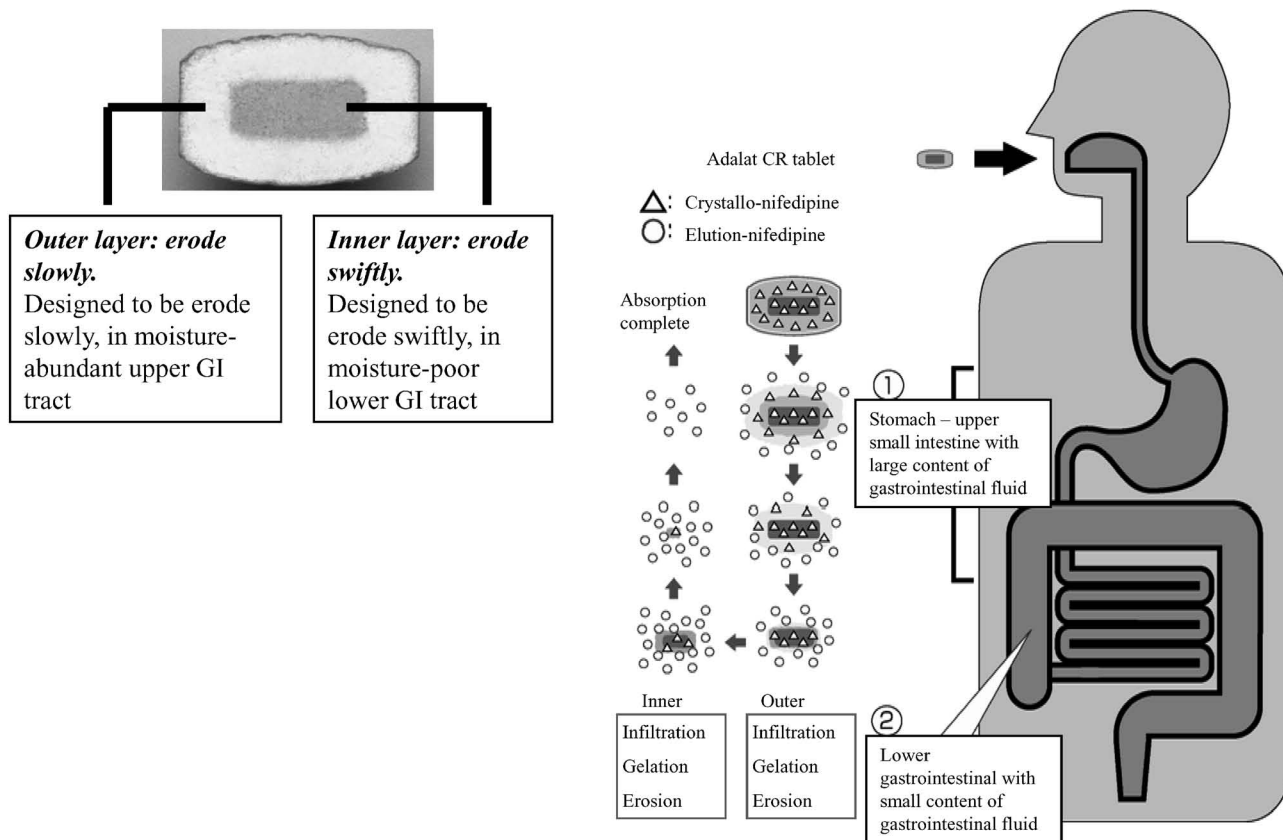 Outer layer: erode
slowly.
Designed to be erode
slowly, in moisture-
abundant upper GI
tract
Inner layer: erode
swiftly.
Designed to be
erode swiftly, in
moisture-poor
lower GI tract
Adalat CR tablet
Crystallo-nifedipine
Elution-nifedipine
Absorption
complete
①
Stomach – upper
small intestine with
large content of
gastrointestinal fluid
Inner
Infiltration
Gelation
Erosion
Outer
Infiltration
Gelation
Erosion
②
Lower
gastrointestinal with
small content of
gastrointestinal fluid